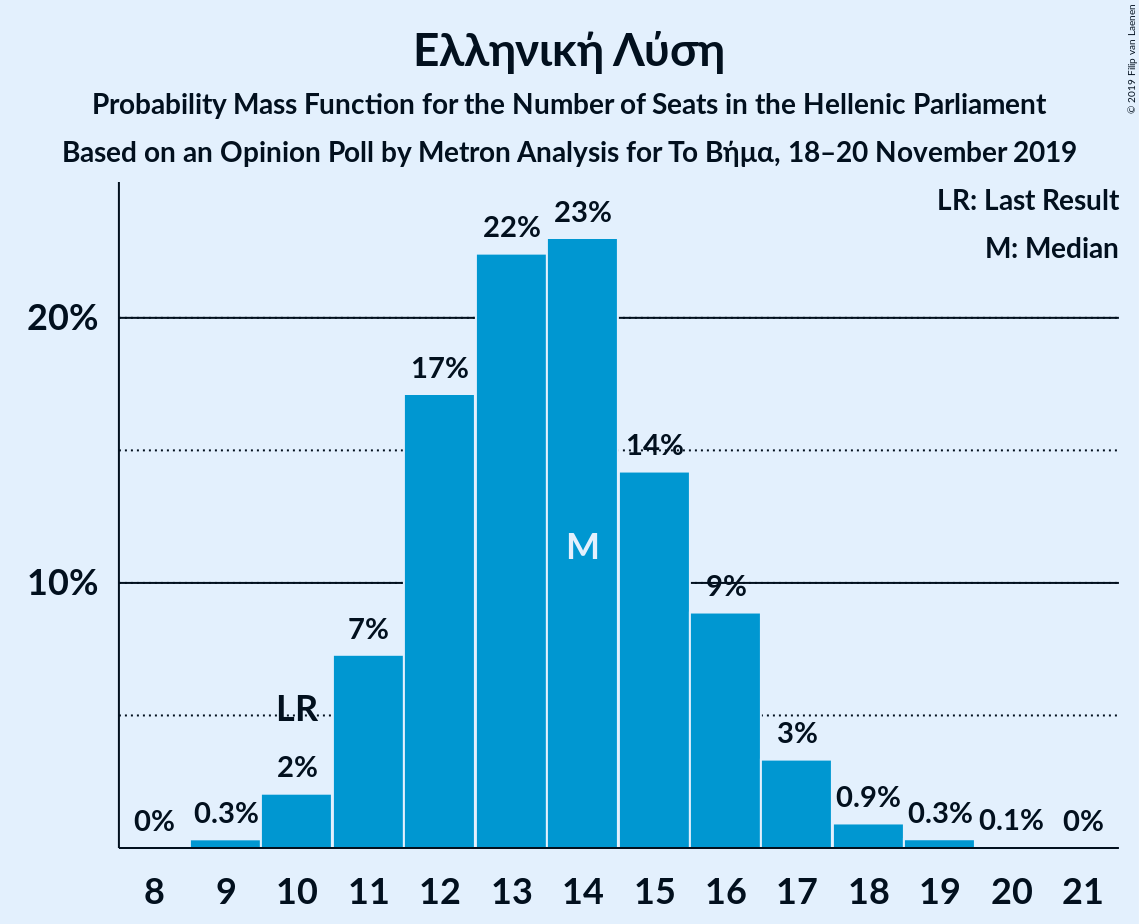 Ελληνική Λύση
Probability Mass Function for the Number of Seats in the Hellenic Parliament
Based on an Opinion Poll by Metron Analysis for Το Βήμα, 18–20 November 2019
© 2019 Filip van Laenen
LR: Last Result
M: Median
20%
10%
0%
0.3%
2%
LR
7%
17%
22%
23%
M
14%
9%
3%
0.9%
0.3%
0.1%
0%
8 9 10 11 12 13 14 15 16 17 18 19 20 21